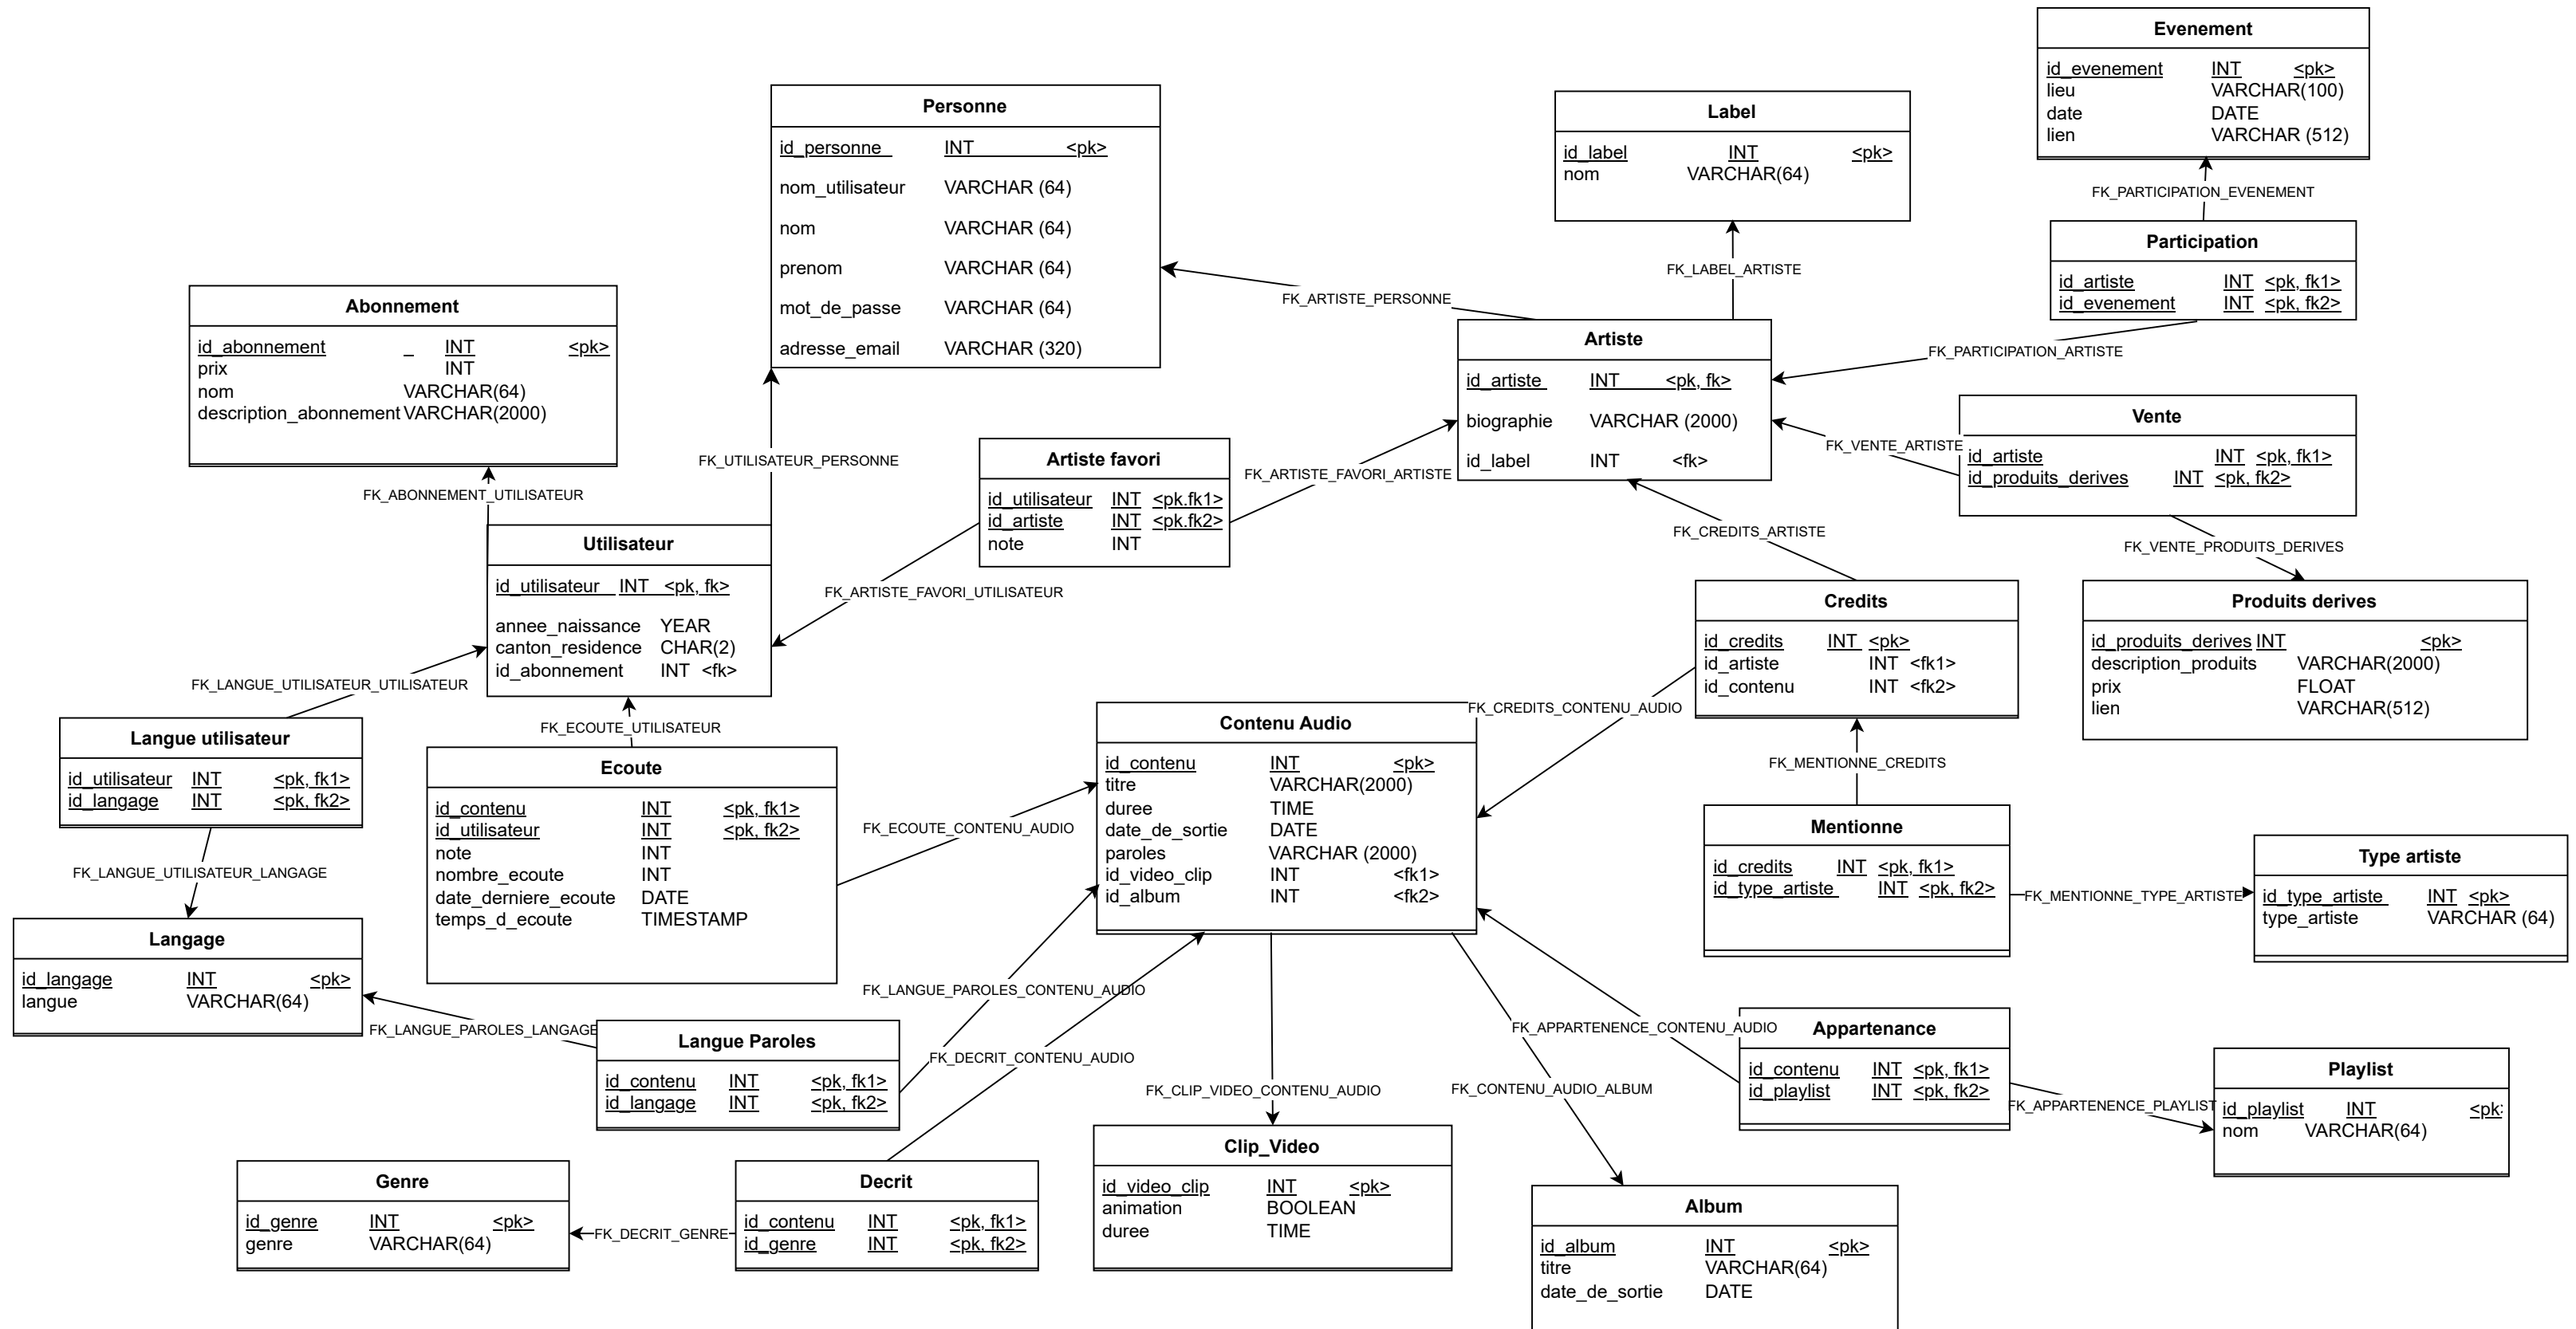 Evenement
id_evenement INT <pk>
lieu VARCHAR(100)
date DATE
lien VARCHAR (512)
FK_PARTICIPATION_EVENEMENT
Participation
id_artiste INT <pk, fk1>
id_evenement INT <pk, fk2>
FK_PARTICIPATION_ARTISTE
Personne
id_personne INT <pk>
nom_utilisateur VARCHAR (64)
nom VARCHAR (64)
prenom VARCHAR (64)
mot_de_passe VARCHAR (64)
adresse_email VARCHAR (320)
Label
id_label INT <pk>
nom VARCHAR(64)
FK_LABEL_ARTISTE
FK_ARTISTE_PERSONNE
Abonnement
id_abonnement _ INT <pk>
prix INT
nom VARCHAR(64)
description_abonnement VARCHAR(2000)
FK_ABONNEMENT_UTILISATEUR
FK_UTILISATEUR_PERSONNE
Artiste
id_artiste INT <pk, fk>
biographie VARCHAR (2000)
id_label INT <fk>
Artiste favori
id_utilisateur INT <pk.fk1>
id_artiste INT <pk.fk2>
note INT
FK_ARTISTE_FAVORI_ARTISTE
FK_ARTISTE_FAVORI_UTILISATEUR
Vente
id_artiste INT <pk, fk1>
id_produits_derives INT <pk, fk2>
FK_VENTE_ARTISTE
FK_VENTE_PRODUITS_DERIVES
Utilisateur
id_utilisateur INT <pk, fk>
annee_naissance YEAR
canton_residence CHAR(2)
id_abonnement INT <fk>
FK_CREDITS_ARTISTE
Credits
id_credits INT <pk>
id_artiste INT <fk1>
id_contenu INT <fk2>
Produits derives
id_produits_derives INT <pk>
description_produits VARCHAR(2000)
prix FLOAT
lien VARCHAR(512)
FK_LANGUE_UTILISATEUR_UTILISATEUR
FK_ECOUTE_UTILISATEUR
FK_CREDITS_CONTENU_AUDIO
Langue utilisateur
id_utilisateur INT <pk, fk1>
id_langage INT <pk, fk2>
FK_LANGUE_UTILISATEUR_LANGAGE
Ecoute
id_contenu INT <pk, fk1>
id_utilisateur INT <pk, fk2>
note INT
nombre_ecoute INT
date_derniere_ecoute DATE
temps_d_ecoute TIMESTAMP
FK_ECOUTE_CONTENU_AUDIO
Contenu Audio
id_contenu INT <pk>
titre VARCHAR(2000)
duree TIME
date_de_sortie DATE
paroles VARCHAR (2000)
id_video_clip INT <fk1>
id_album INT <fk2>
FK_MENTIONNE_CREDITS
Mentionne
id_credits INT <pk, fk1>
id_type_artiste INT <pk, fk2>
FK_MENTIONNE_TYPE_ARTISTE
Type artiste
id_type_artiste INT <pk>
type_artiste VARCHAR (64)
Langage
id_langage INT <pk>
langue VARCHAR(64)
FK_LANGUE_PAROLES_LANGAGE
FK_LANGUE_PAROLES_CONTENU_AUDIO
Langue Paroles
id_contenu INT <pk, fk1>
id_langage INT <pk, fk2>
FK_DECRIT_CONTENU_AUDIO
FK_CLIP_VIDEO_CONTENU_AUDIO
FK_CONTENU_AUDIO_ALBUM
FK_APPARTENENCE_CONTENU_AUDIO
Appartenance
id_contenu INT <pk, fk1>
id_playlist INT <pk, fk2>
FK_APPARTENENCE_PLAYLIST
Playlist
id_playlist INT <pk
nom VARCHAR(64)
Genre
id_genre INT <pk>
genre VARCHAR(64)
FK_DECRIT_GENRE
Decrit
id_contenu INT <pk, fk1>
id_genre INT <pk, fk2>
Clip_Video
id_video_clip INT <pk>
animation BOOLEAN
duree TIME
Album
id_album INT <pk>
titre VARCHAR(64)
date_de_sortie DATE